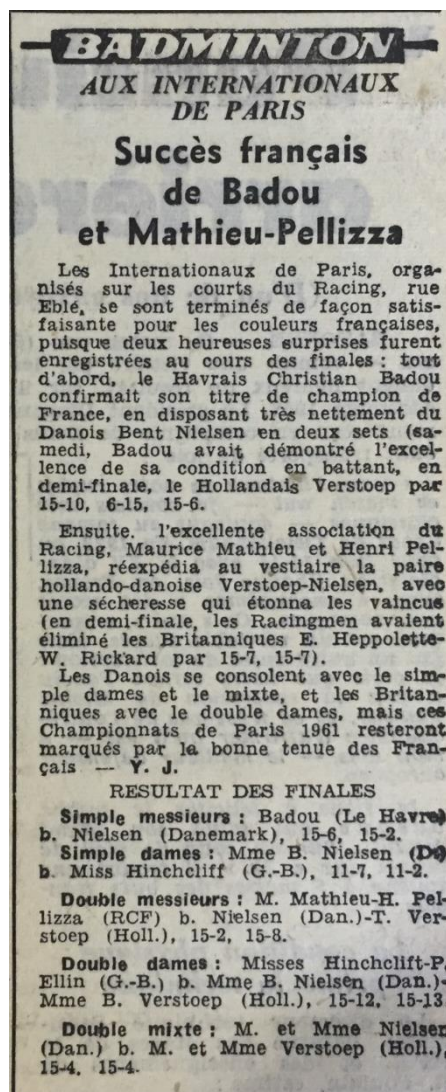 BADMINTON
AUX INTERNATIONAUX
DE PARIS
Succès français
de Badou
et Mathieu-Pellizza
Les Internationaux de Paris, orga-
nisés sur les courts du Racing, rue
Eblé, se sont terminés de façon satis-
faisante pour les couleurs françaises,
puisque deux heureuses surprises furent
enregistrées au cours des finales : tout
d'abord, le Havrais Christian Badou
confirmait son titre de champion de
France, en disposant très nettement du
Danois Bent Nielsen en deux sets (sa-
medi, Badou avait démontré l'excel-
lence de sa condition en battant, en
demi-finale, le Hollandais Verstoep par
15-10, 6-15, 15-6.
Ensuite. l'excellente association du
Racing, Maurice Mathieu et Henri Pel-
lizza, réexpédia au vestiaire la paire
hollando-danoise Verstoep-Nielsen, avec
une sécheresse qui étonna les vaincus
(en demi-finale, les Racingmen avaient
éliminé les Britanniques E. Heppolette-
W. Rickard par 15-7, 15-7).
Les Danois se consolent avec le sim-
ple dames et le mixte, et les Britan-
niques avec le double dames, mais ces
Championnats de Paris 1961 resteront
marqués par la bonne tenue des Fran-
çais — Y. J.
RESULTAT DES FINALES
Simple messieurs : Badou (Le Havre)
b. Nielsen (Danemark), 15-6, 15-2.
Simple dames : Mme B. Nielsen
b. Miss Hinchcliff (G.-B.), 11-7, 11-2.
Double messieurs : M. Mathieu-H. Pel-
lizza (RCF) b. Nielsen (Dan.)-T. Ver-
stoep (Holl.), 15-2, 15-8.
Double dames : Misses Hinchclift-P.
Ellin (G.-B.) b. Mme B. Nielsen (Dan.)-
Mme B. Verstoep (Holl.), 15-12, 15-13
Double mixte : M. et Mme Nielsen
(Dan.) b. M. et Mme Verstoep (Holl.),
15-4, 15-4.